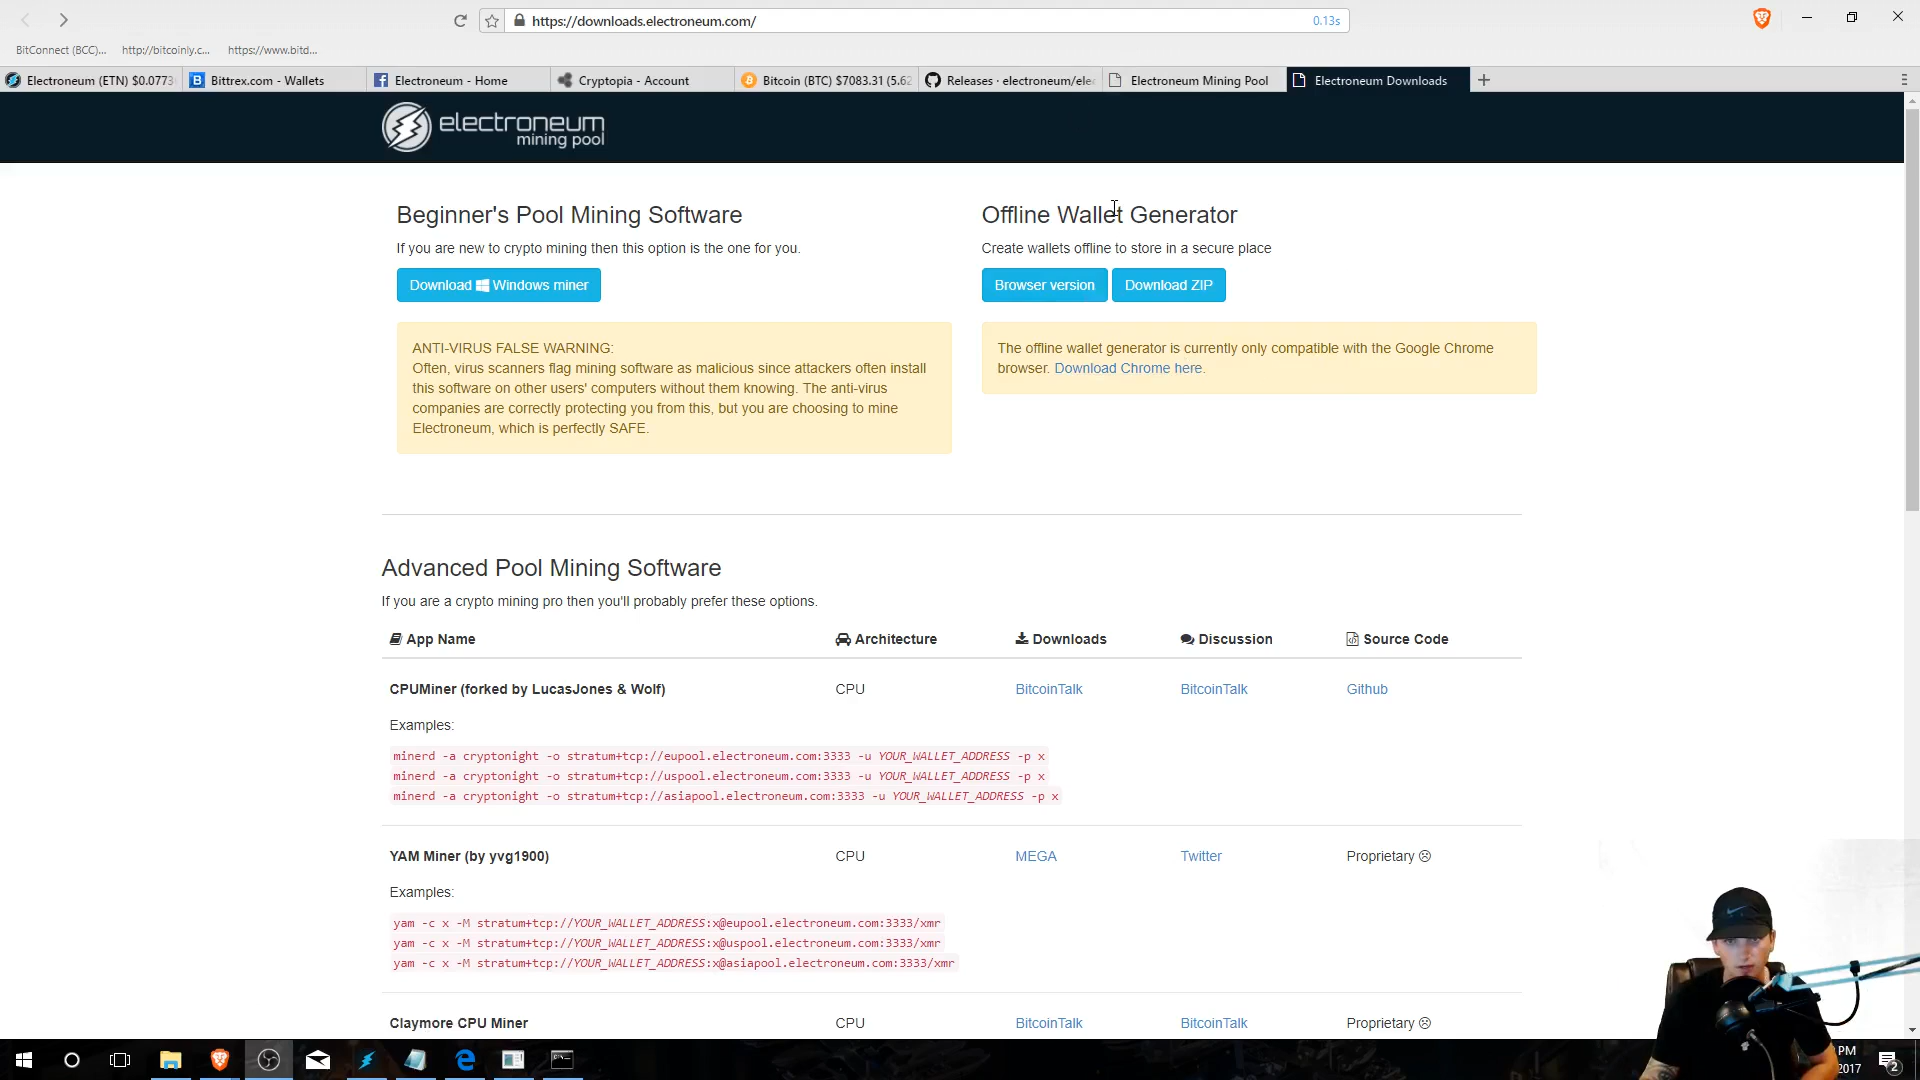 https://downloads.electroneum.com/
0.13s
BitConnect (BCC)...
http://bitcoinly.c...
https://www.bitd...
Electroneum (ETN) $0.0773
Bittrex.com - Wallets
Electroneum - Home
Cryptopia - Account
Bitcoin (BTC) $7083.31 (5.62
Releases · electroneum/ele
Electroneum Mining Pool
Electroneum Downloads
electroneum
mining pool
Beginner's Pool Mining Software
If you are new to crypto mining then this option is the one for you.
Download Windows miner
ANTI-VIRUS FALSE WARNING:
Often, virus scanners flag mining software as malicious since attackers often install
this software on other users' computers without them knowing. The anti-virus
companies are correctly protecting you from this, but you are choosing to mine
Electroneum, which is perfectly SAFE.
Offline Wallet Generator
Create wallets offline to store in a secure place
Browser version
Download ZIP
The offline wallet generator is currently only compatible with the Google Chrome
browser. Download Chrome here.
Advanced Pool Mining Software
If you are a crypto mining pro then you'll probably prefer these options.
App Name Architecture Downloads Discussion Source Code
CPUMiner (forked by LucasJones & Wolf) CPU BitcoinTalk BitcoinTalk Github
Examples:
minerd -a cryptonight -o stratum+tcp://eupool.electroneum.com:3333 -u YOUR_WALLET_ADDRESS -p x
minerd -a cryptonight -o stratum+tcp://uspool.electroneum.com:3333 -u YOUR_WALLET_ADDRESS -p x
minerd -a cryptonight -o stratum+tcp://asiapool.electroneum.com:3333 -u YOUR_WALLET_ADDRESS -p x
YAM Miner (by yvg1900) CPU MEGA Twitter Proprietary
Examples:
yam -c x -M stratum+tcp://YOUR_WALLET_ADDRESS:x@eupool.electroneum.com:3333/xmr
yam -c x -M stratum+tcp://YOUR_WALLET_ADDRESS:x@uspool.electroneum.com:3333/xmr
yam -c x -M stratum+tcp://YOUR_WALLET_ADDRESS:x@asiapool.electroneum.com:3333/xmr
Claymore CPU Miner CPU BitcoinTalk BitcoinTalk Proprietary
PM
2017
2